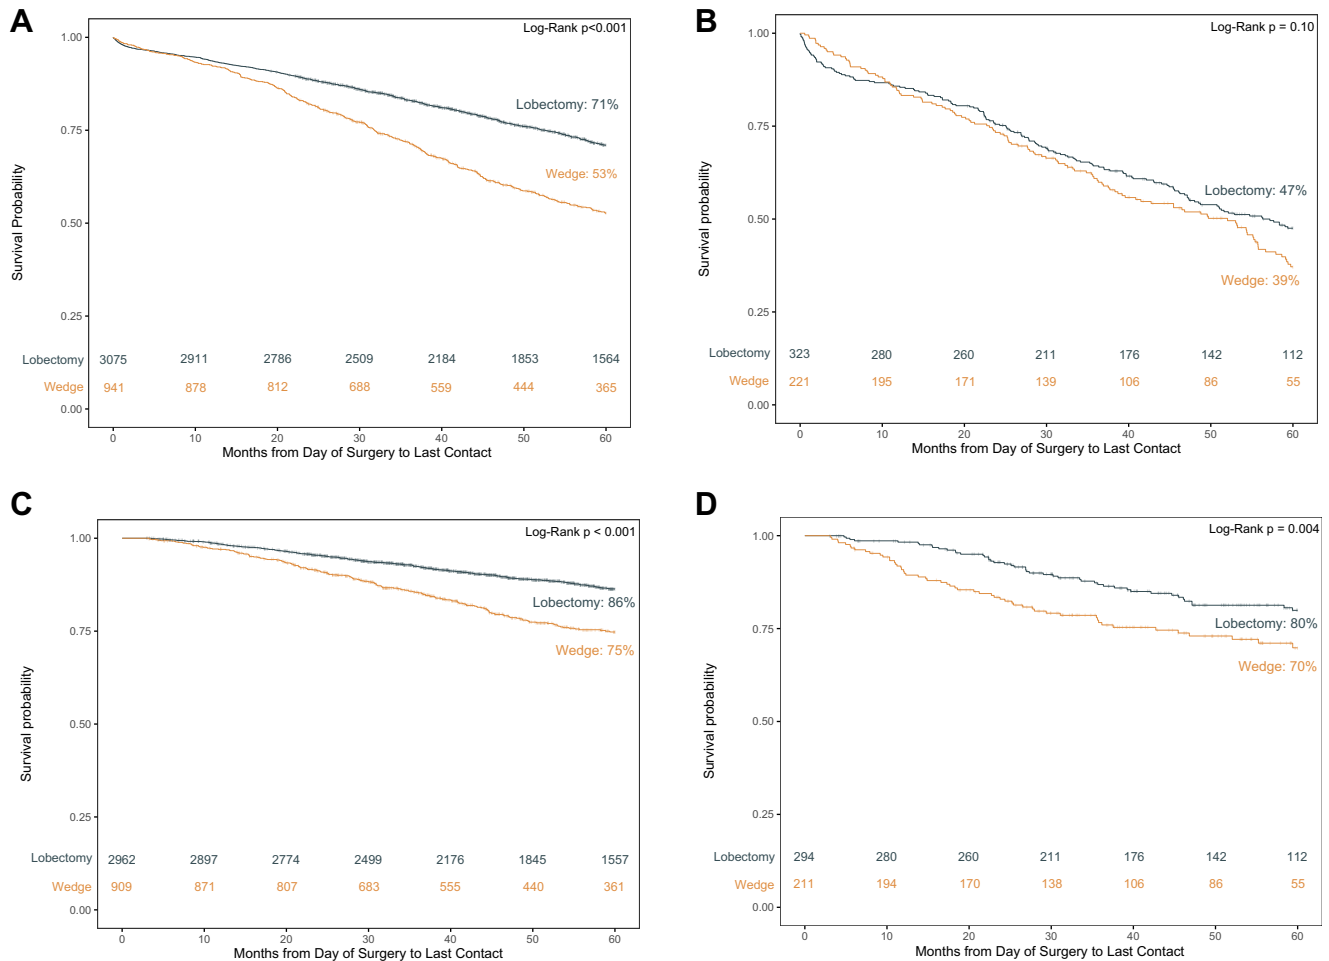 A
Log-Rank p<0.001
1.00
0.75
0.50
0.25
0.00
Survival Probability
Lobectomy: 71%
Wedge: 53%
Lobectomy 3075 2911 2786 2509 2184 1853 1564
Wedge 941 878 812 688 559 444 365
0 10 20 30 40 50 60
Months from Day of Surgery to Last Contact
B
Log-Rank p = 0.10
1.00
0.75
0.50
0.25
0.00
Survival probability
Lobectomy: 47%
Wedge: 39%
Lobectomy 323 280 260 211 176 142 112
Wedge 221 195 171 139 106 86 55
0 10 20 30 40 50 60
Months from Day of Surgery to Last Contact
C
Log-Rank p < 0.001
1.00
0.75
0.50
0.25
0.00
Survival probability
Lobectomy: 86%
Wedge: 75%
Lobectomy 2962 2897 2774 2499 2176 1845 1557
Wedge 909 871 807 683 555 440 361
0 10 20 30 40 50 60
Months from Day of Surgery to Last Contact
D
Log-Rank p = 0.004
1.00
0.75
0.50
0.25
0.00
Survival probability
Lobectomy: 80%
Wedge: 70%
Lobectomy 294 280 260 211 176 142 112
Wedge 211 194 170 138 106 86 55
0 10 20 30 40 50 60
Months from Day of Surgery to Last Contact